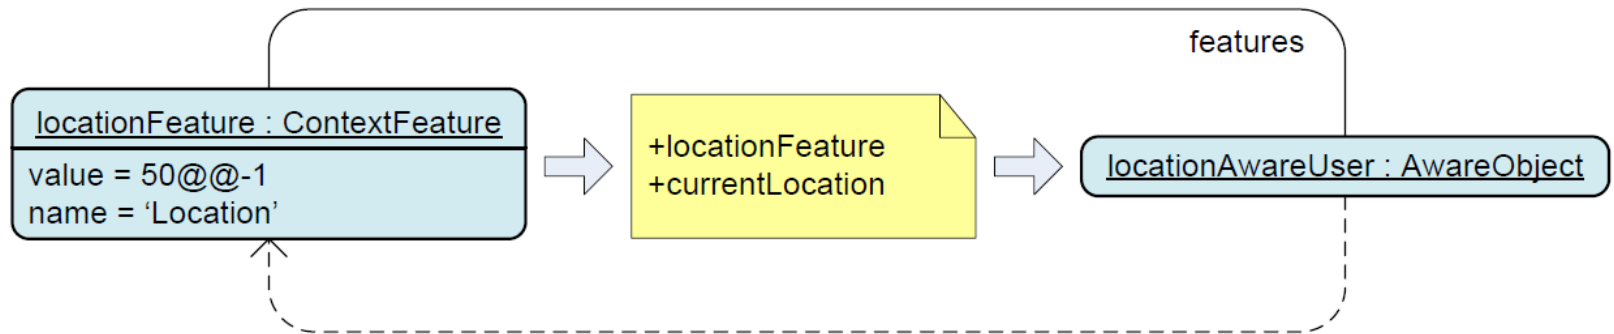 features
locationFeature : ContextFeature
value = 50@@-1
name = ‘Location’
+locationFeature
+currentLocation
locationAwareUser : AwareObject